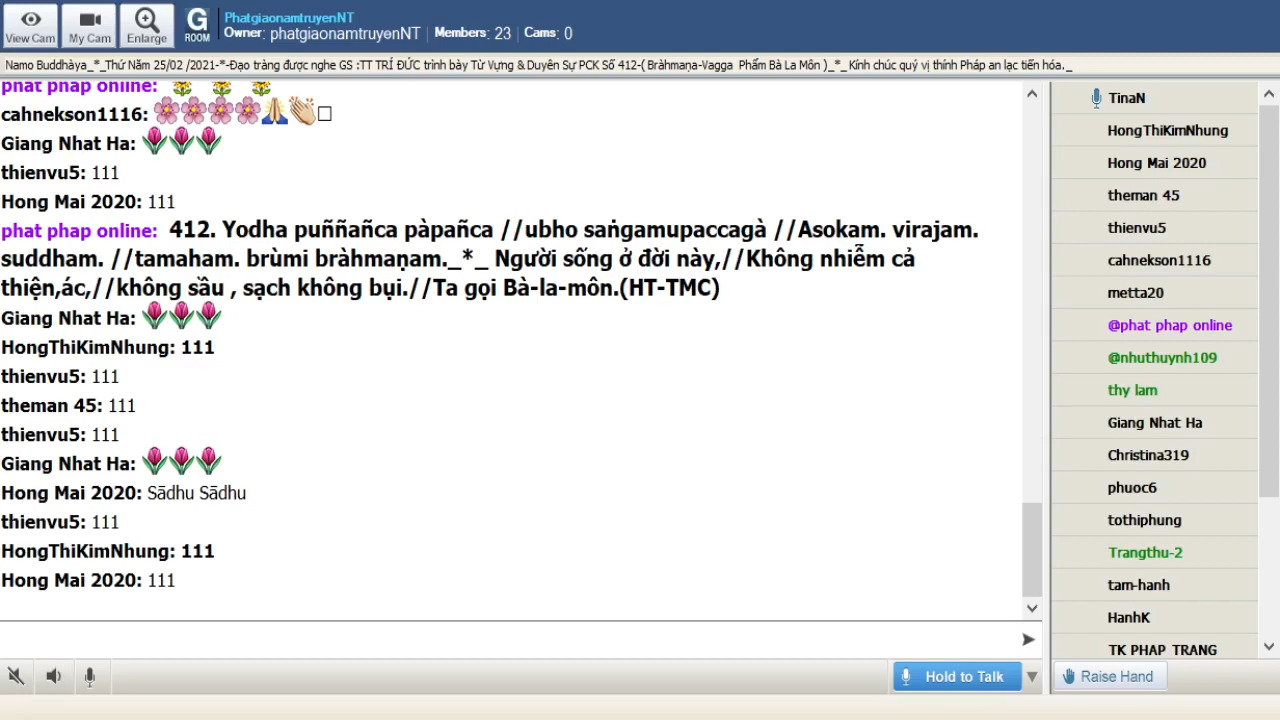 View Cam
My Cam
Enlarge
G
ROOM
PhatgiaonamtruyenNT
Owner: phatgiaonamtruyenNT | Members: 23 | Cams: 0
Namo Buddhàya_*_Thứ Năm 25/02 /2021-*-Đạo tràng được nghe GS :TT TRÍ ĐỨC trình bày Từ Vựng & Duyên Sự PCK Số 412-( Bràhmaṇa-Vagga Phẩm Bà La Môn )_*_Kính chúc quý vị thính Pháp an lạc tiến hóa._
phat phap online:
cahnekson1116:
Giang Nhat Ha:
thienvu5: 111
Hong Mai 2020: 111
phat phap online: 412. Yodha puññañca pàpañca //ubho saṅgamupaccagà //Asokam. virajam.
suddham. //tamaham. brùmi bràhmaṇam._*_ Người sống ở đời này,//Không nhiễm cả
thiện,ác,//không sầu , sạch không bụi.//Ta gọi Bà-la-môn.(HT-TMC)
Giang Nhat Ha:
HongThiKimNhung: 111
thienvu5: 111
theman 45: 111
thienvu5: 111
Giang Nhat Ha:
Hong Mai 2020: Sādhu Sādhu
thienvu5: 111
HongThiKimNhung: 111
Hong Mai 2020: 111
Hold to Talk
TinaN
HongThiKimNhung
Hong Mai 2020
theman 45
thienvu5
cahnekson1116
metta20
@phat phap online
@nhuthuynh109
thy lam
Giang Nhat Ha
Christina319
phuoc6
tothiphung
Trangthu-2
tam-hanh
HanhK
TK PHAP TRANG
Raise Hand